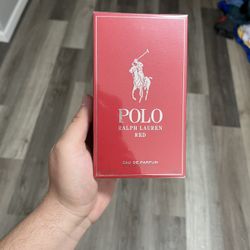 POLO
RALPH LAUREN
RED
EAU DE PARFUM